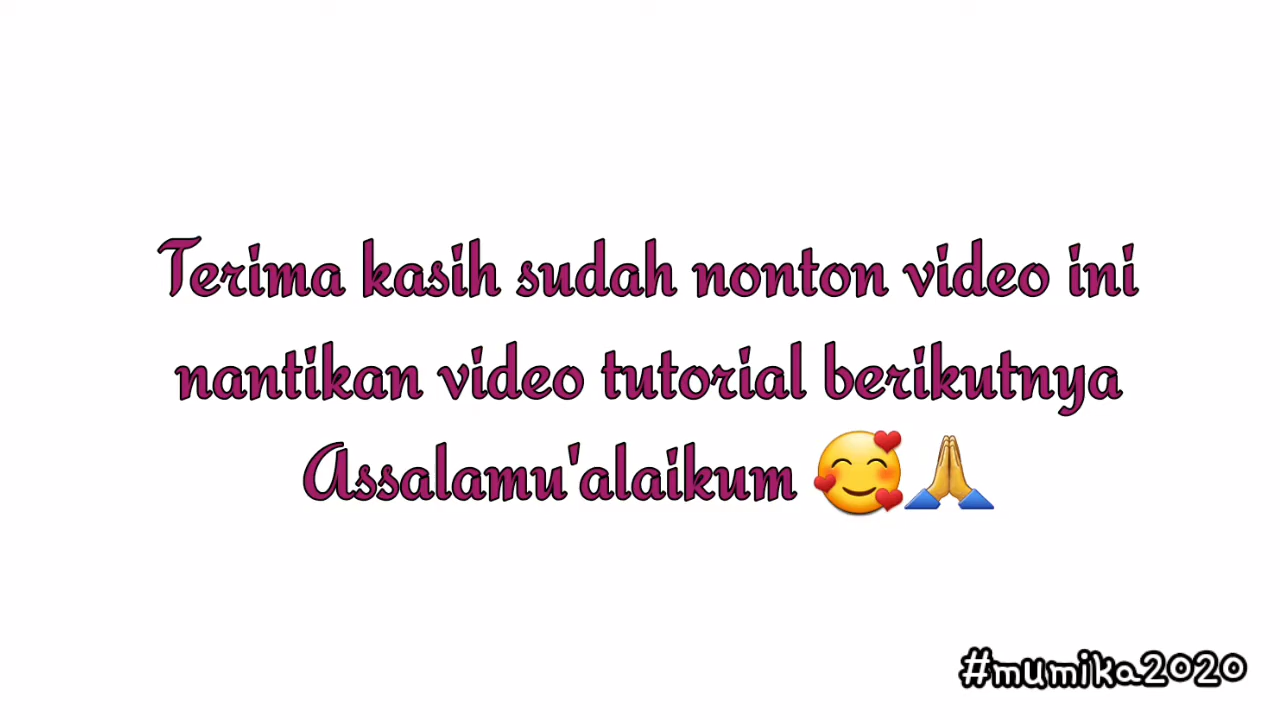 Terima kasih sudah nonton video ini
nantikan video tutorial berikutnya
Assalamu'alaikum 🥰🙏
#mumika2020